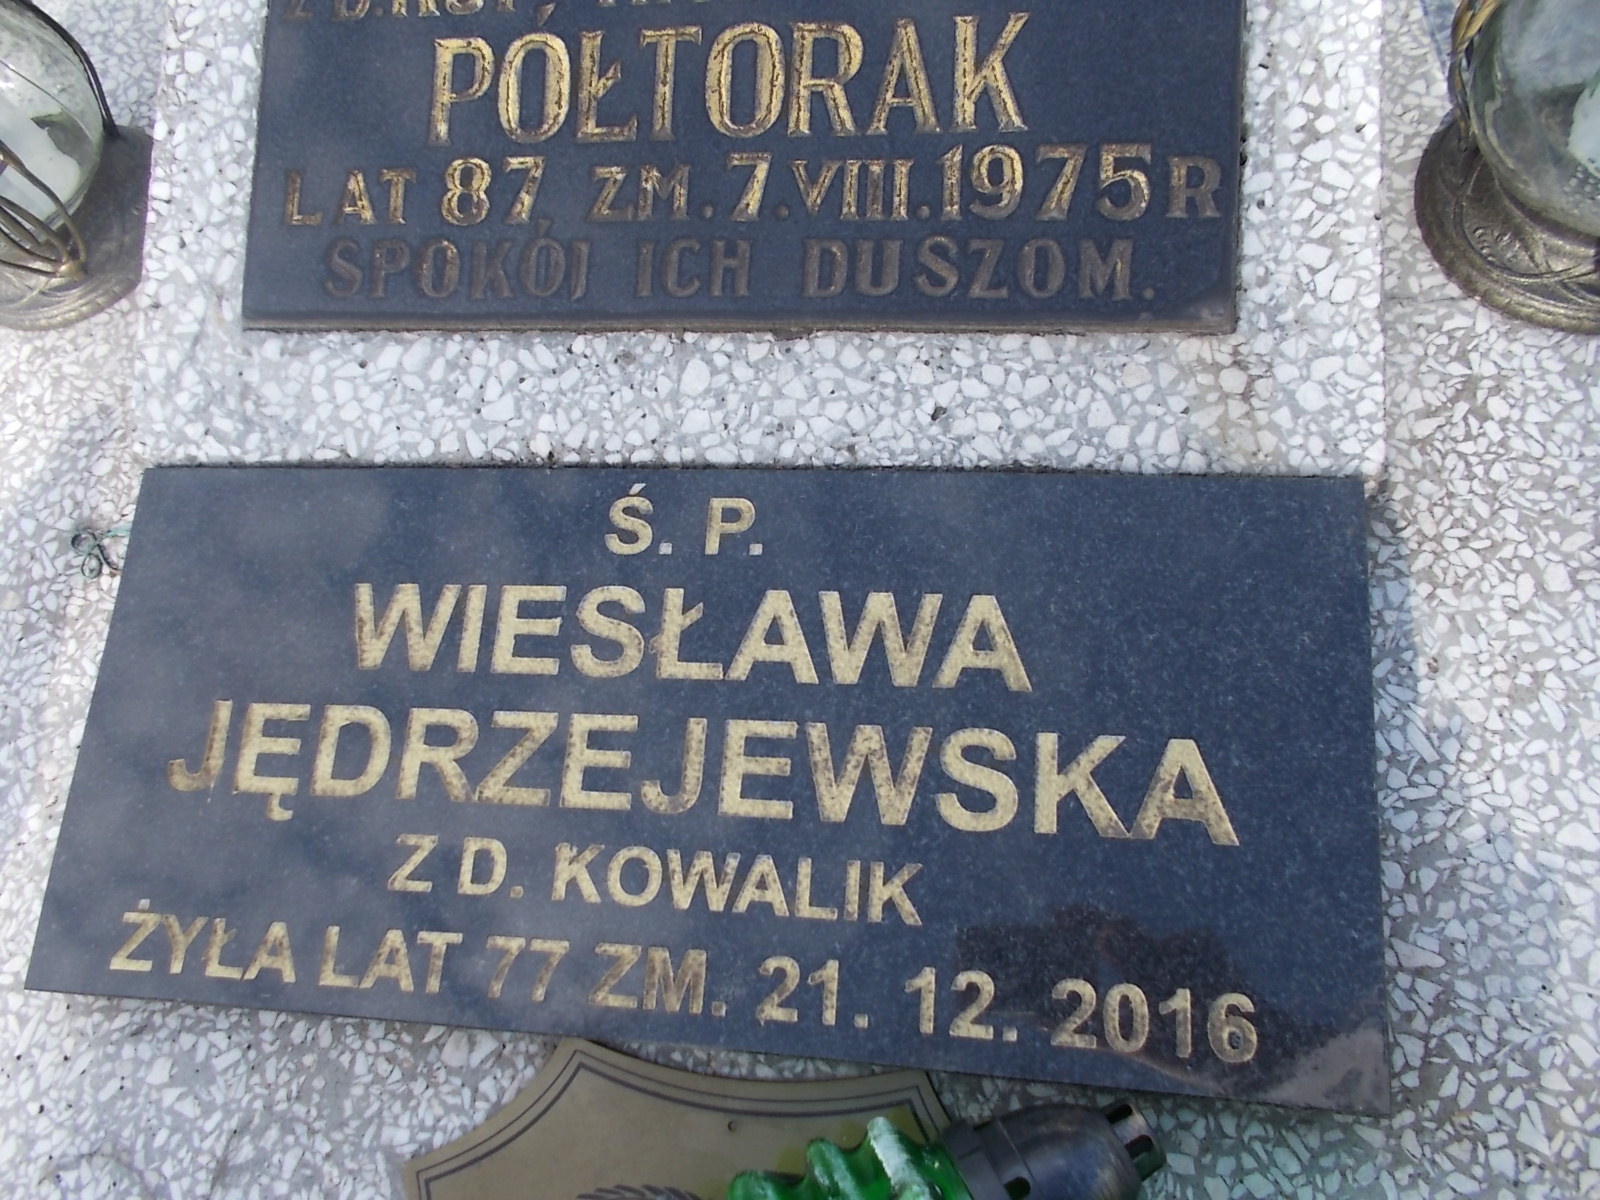 Z D.
PÓŁTORAK
LAT 87 ZM. 7. VIII. 1975 R
SPOKÓJ ICH DUSZOM.
Ś. P.
WIESŁAWA
JĘDRZEJEWSKA
Z D. KOWALIK
ŻYŁA LAT 77 ZM. 21. 12. 2016